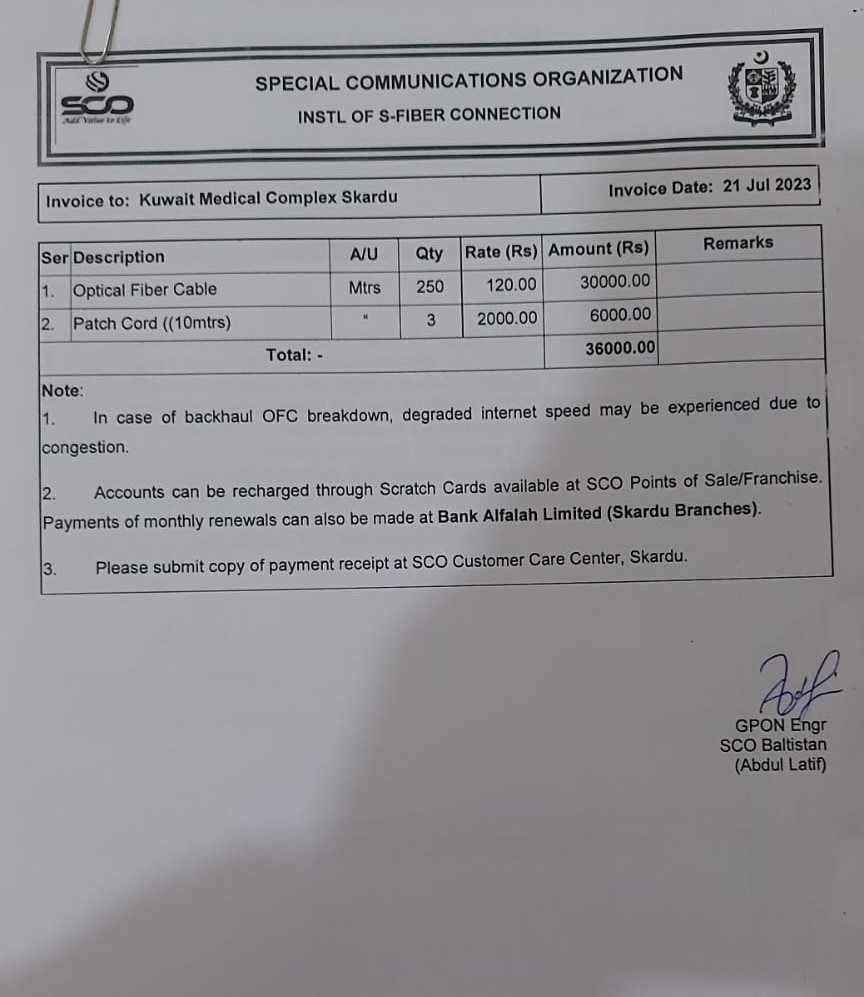 SCO
Add Value to Life
SPECIAL COMMUNICATIONS ORGANIZATION
INSTL OF S-FIBER CONNECTION
Invoice to: Kuwait Medical Complex Skardu
Invoice Date: 21 Jul 2023
Ser Description A/U Qty Rate (Rs) Amount (Rs) Remarks
1. Optical Fiber Cable Mtrs 250 120.00 30000.00
2. Patch Cord ((10mtrs) " 3 2000.00 6000.00
Total: - 36000.00
Note:
1. In case of backhaul OFC breakdown, degraded internet speed may be experienced due to
congestion.
2. Accounts can be recharged through Scratch Cards available at SCO Points of Sale/Franchise.
Payments of monthly renewals can also be made at Bank Alfalah Limited (Skardu Branches).
3. Please submit copy of payment receipt at SCO Customer Care Center, Skardu.
GPON Engr
SCO Baltistan
(Abdul Latif)